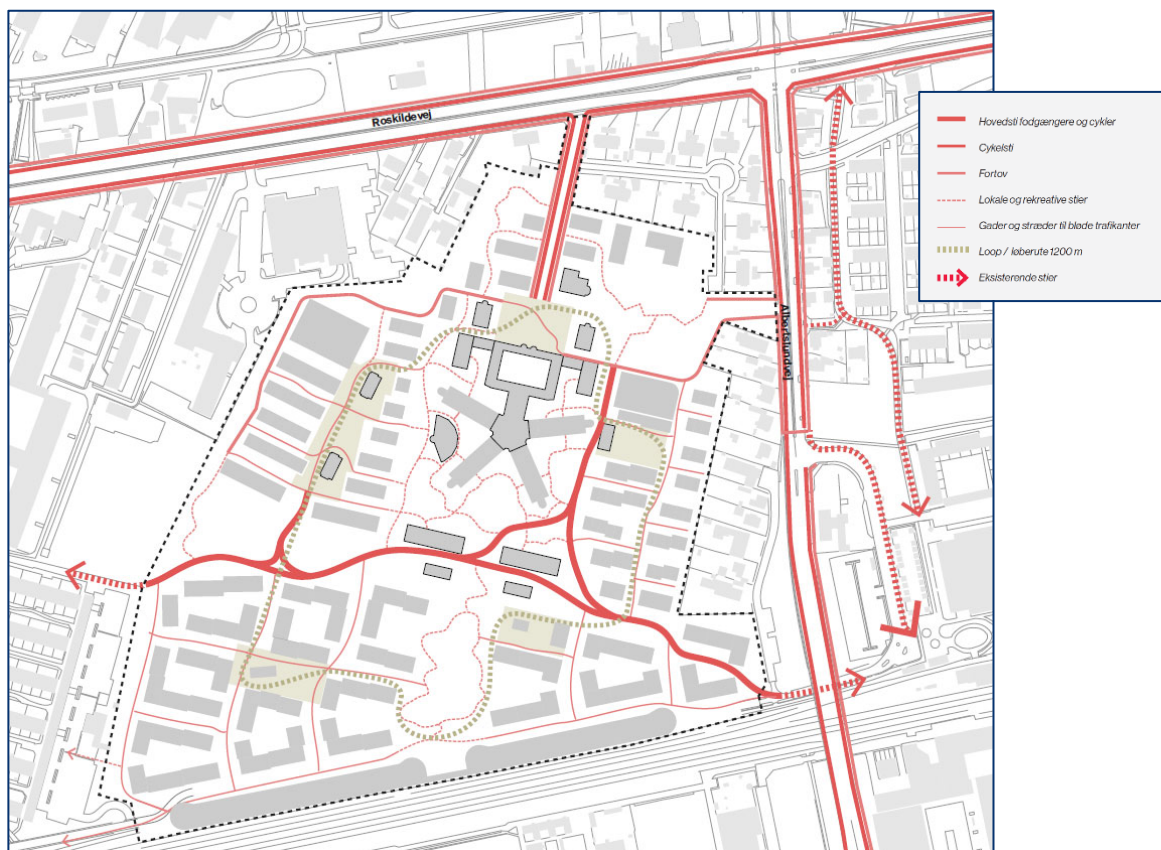 Roskildevej
Albertslundvej
Hovedsti fodgængere og cykler
Cykelsti
Fortov
Lokale og rekreative stier
Gader og stræder til bløde trafikanter
Loop / løberute 1200 m
Eksisterende stier